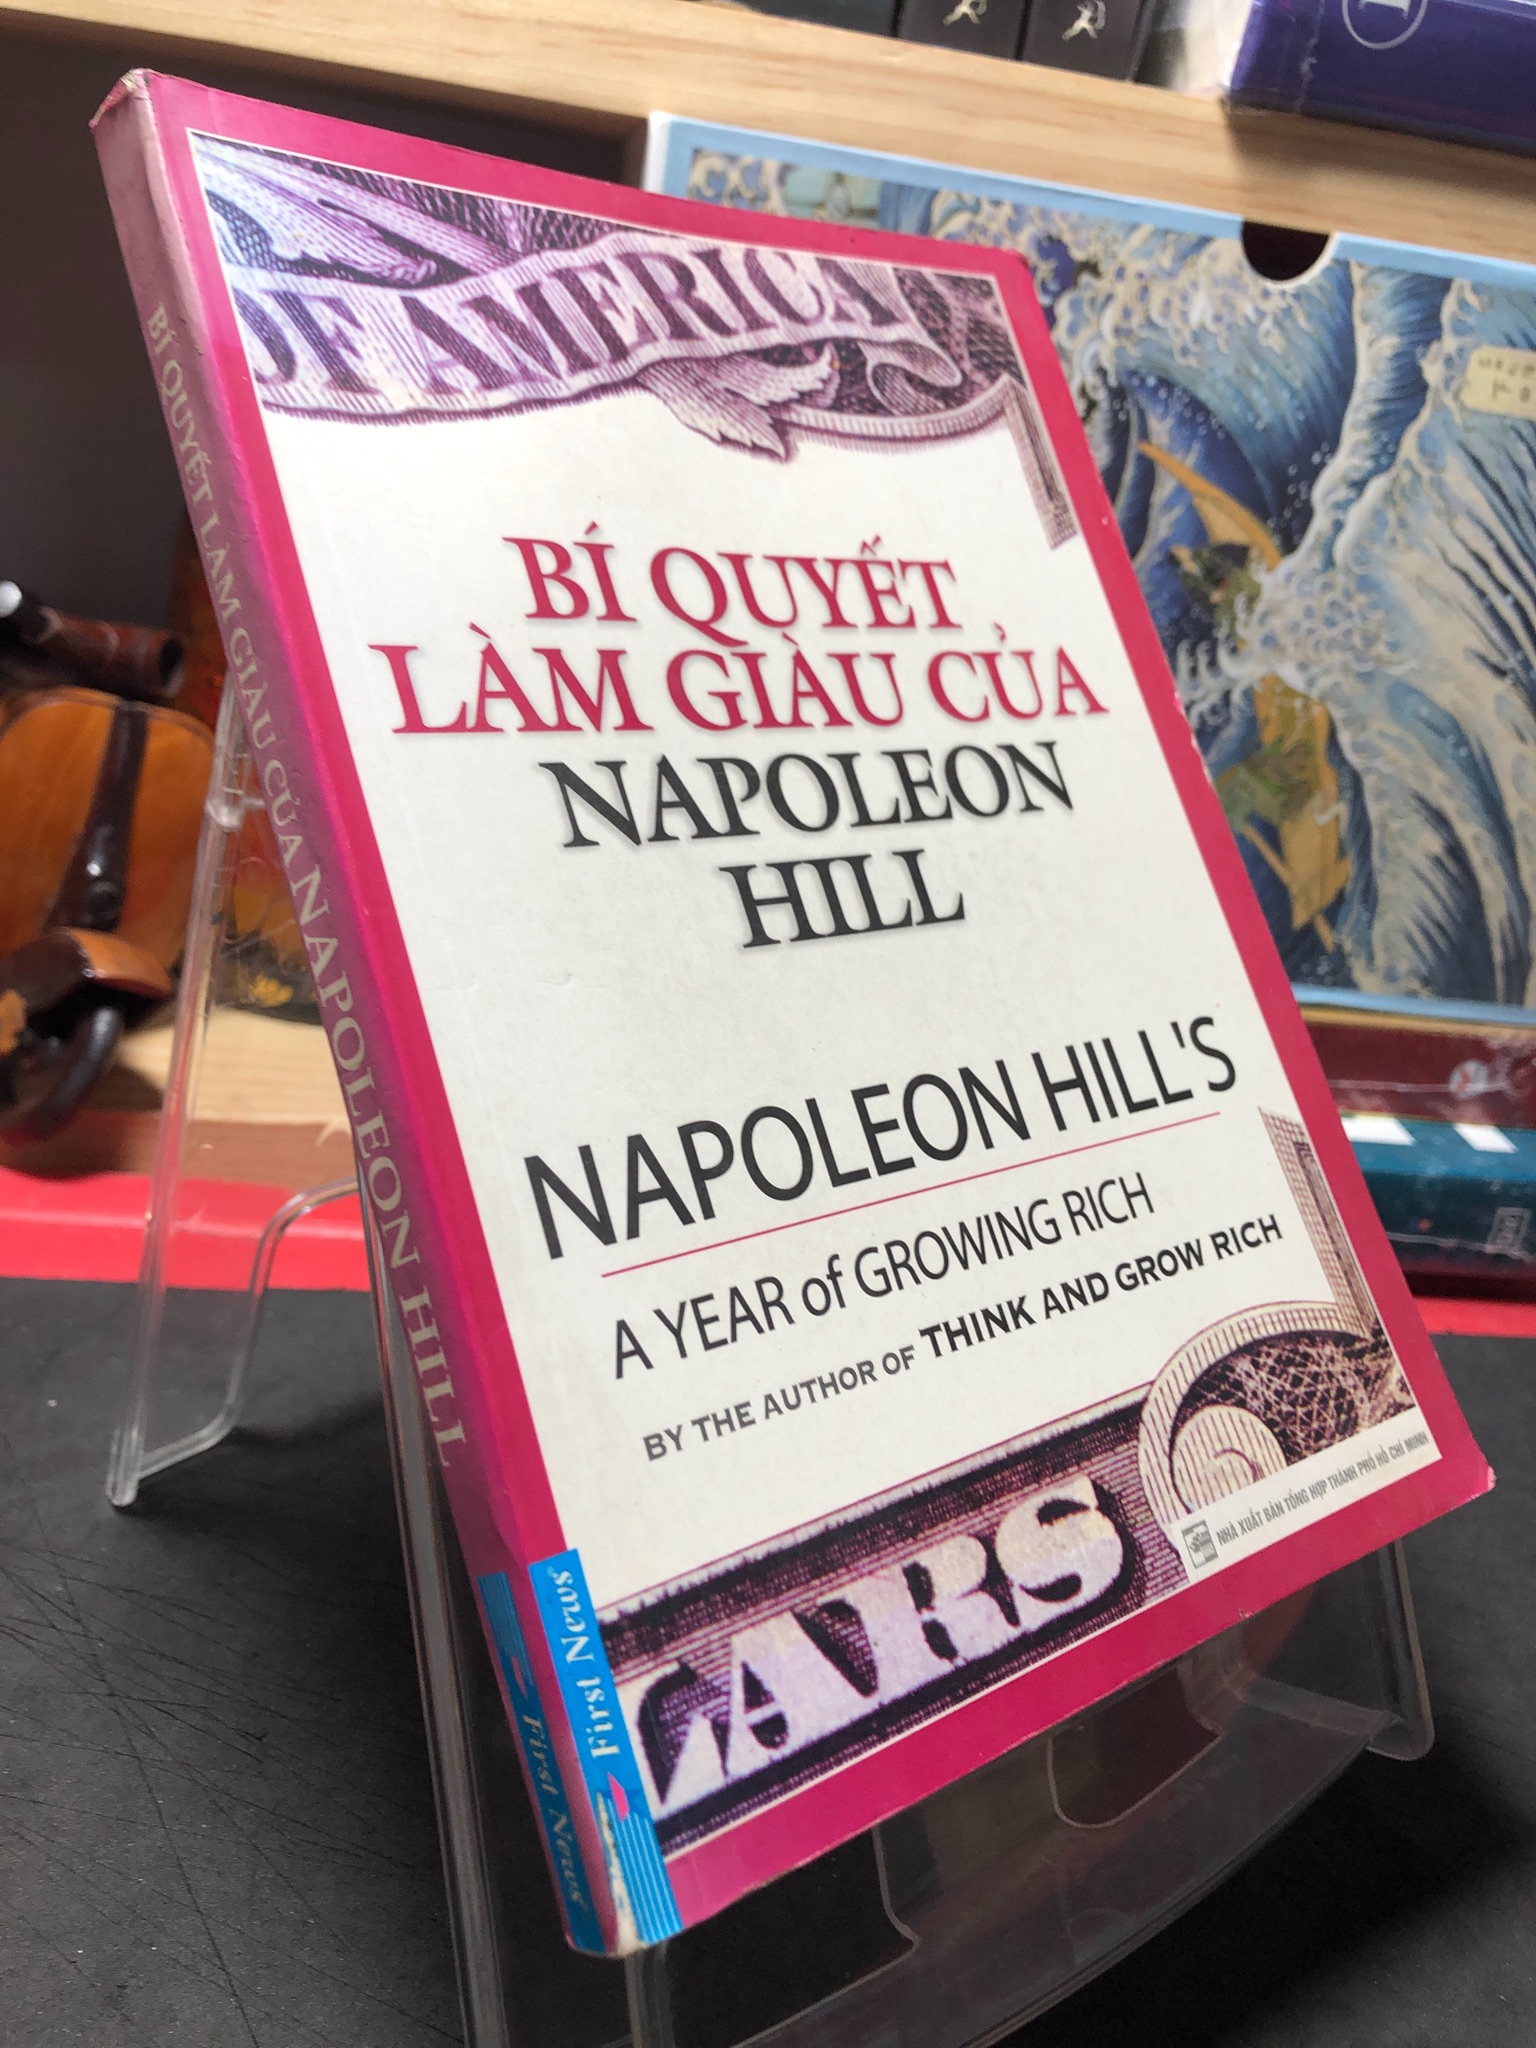 OF AMERICA
BÍ QUYẾT
LÀM GIÀU CỦA
NAPOLEON
HILL
NAPOLEON HILL'S
A YEAR of GROWING RICH
BY THE AUTHOR OF THINK AND GROW RICH
NHÀ XUẤT BẢN TỔNG HỢP THÀNH PHỐ HỒ CHÍ MINH
ARS
First News
BÍ QUYẾT LÀM GIÀU CỦA NAPOLEON HILL
First News